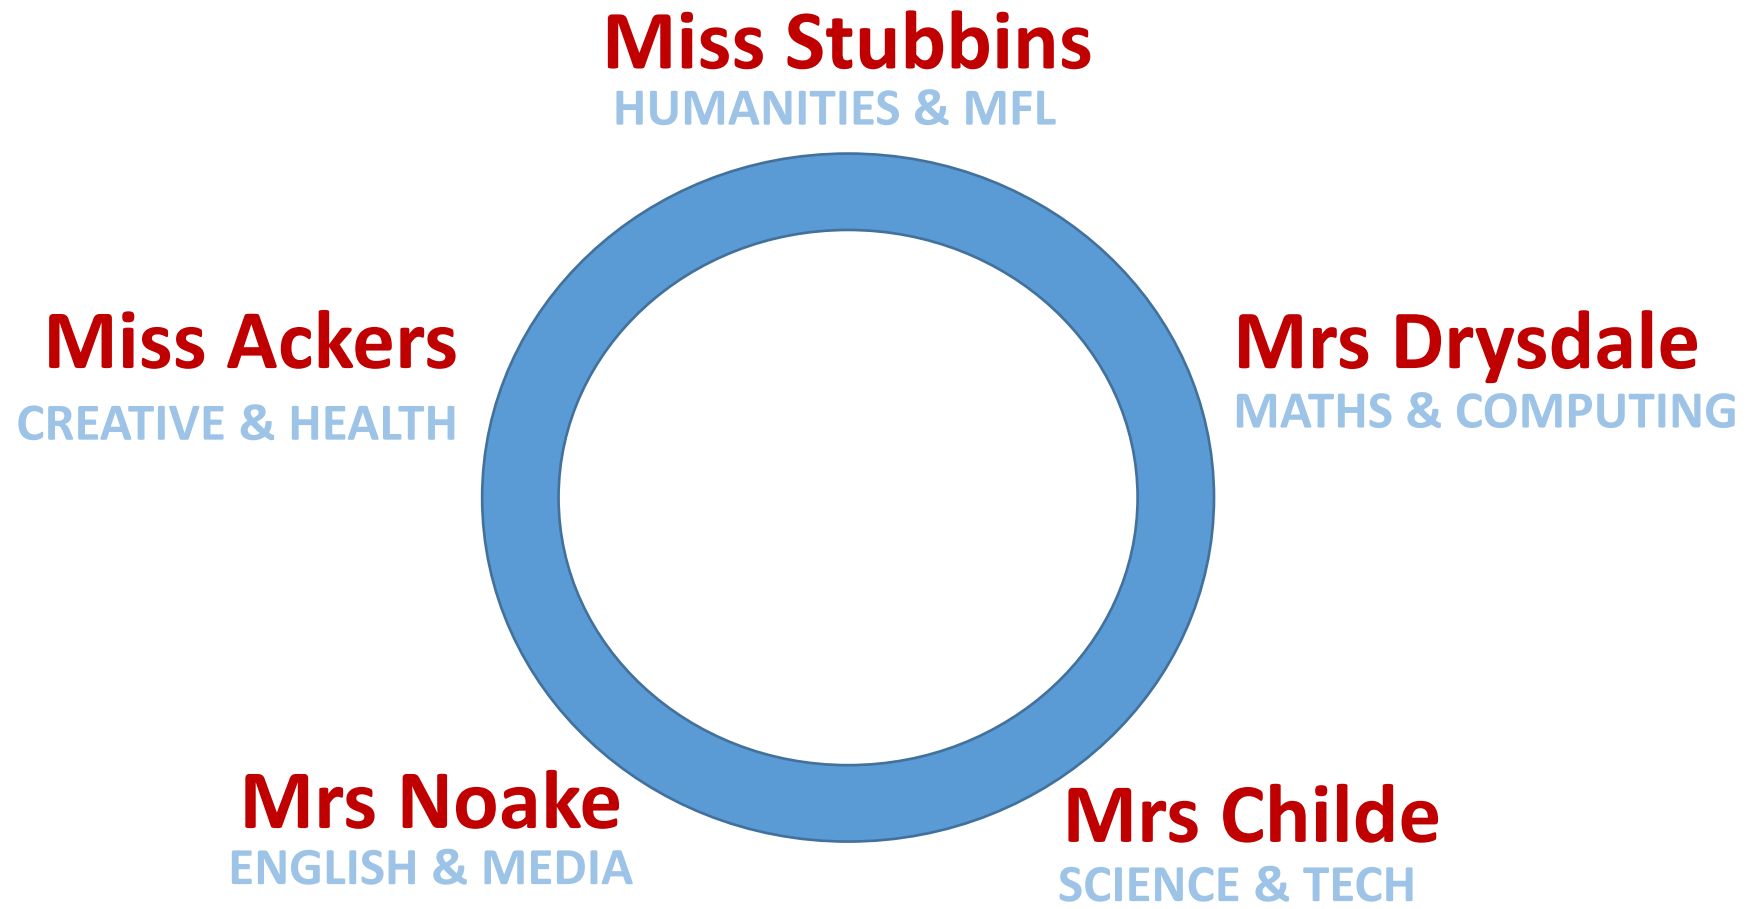 Miss Stubbins
HUMANITIES & MFL
Miss Ackers
CREATIVE & HEALTH
Mrs Drysdale
MATHS & COMPUTING
Mrs Noake
ENGLISH & MEDIA
Mrs Childe
SCIENCE & TECH